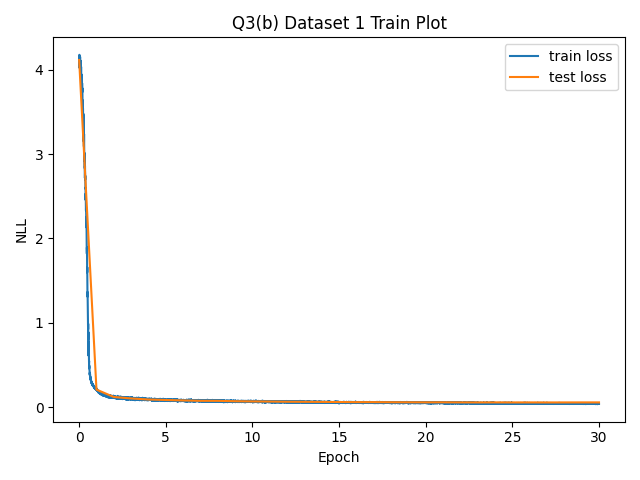 Q3(b) Dataset 1 Train Plot
train loss
test loss
NLL
4
3
2
1
0
0 5 10 15 20 25 30
Epoch